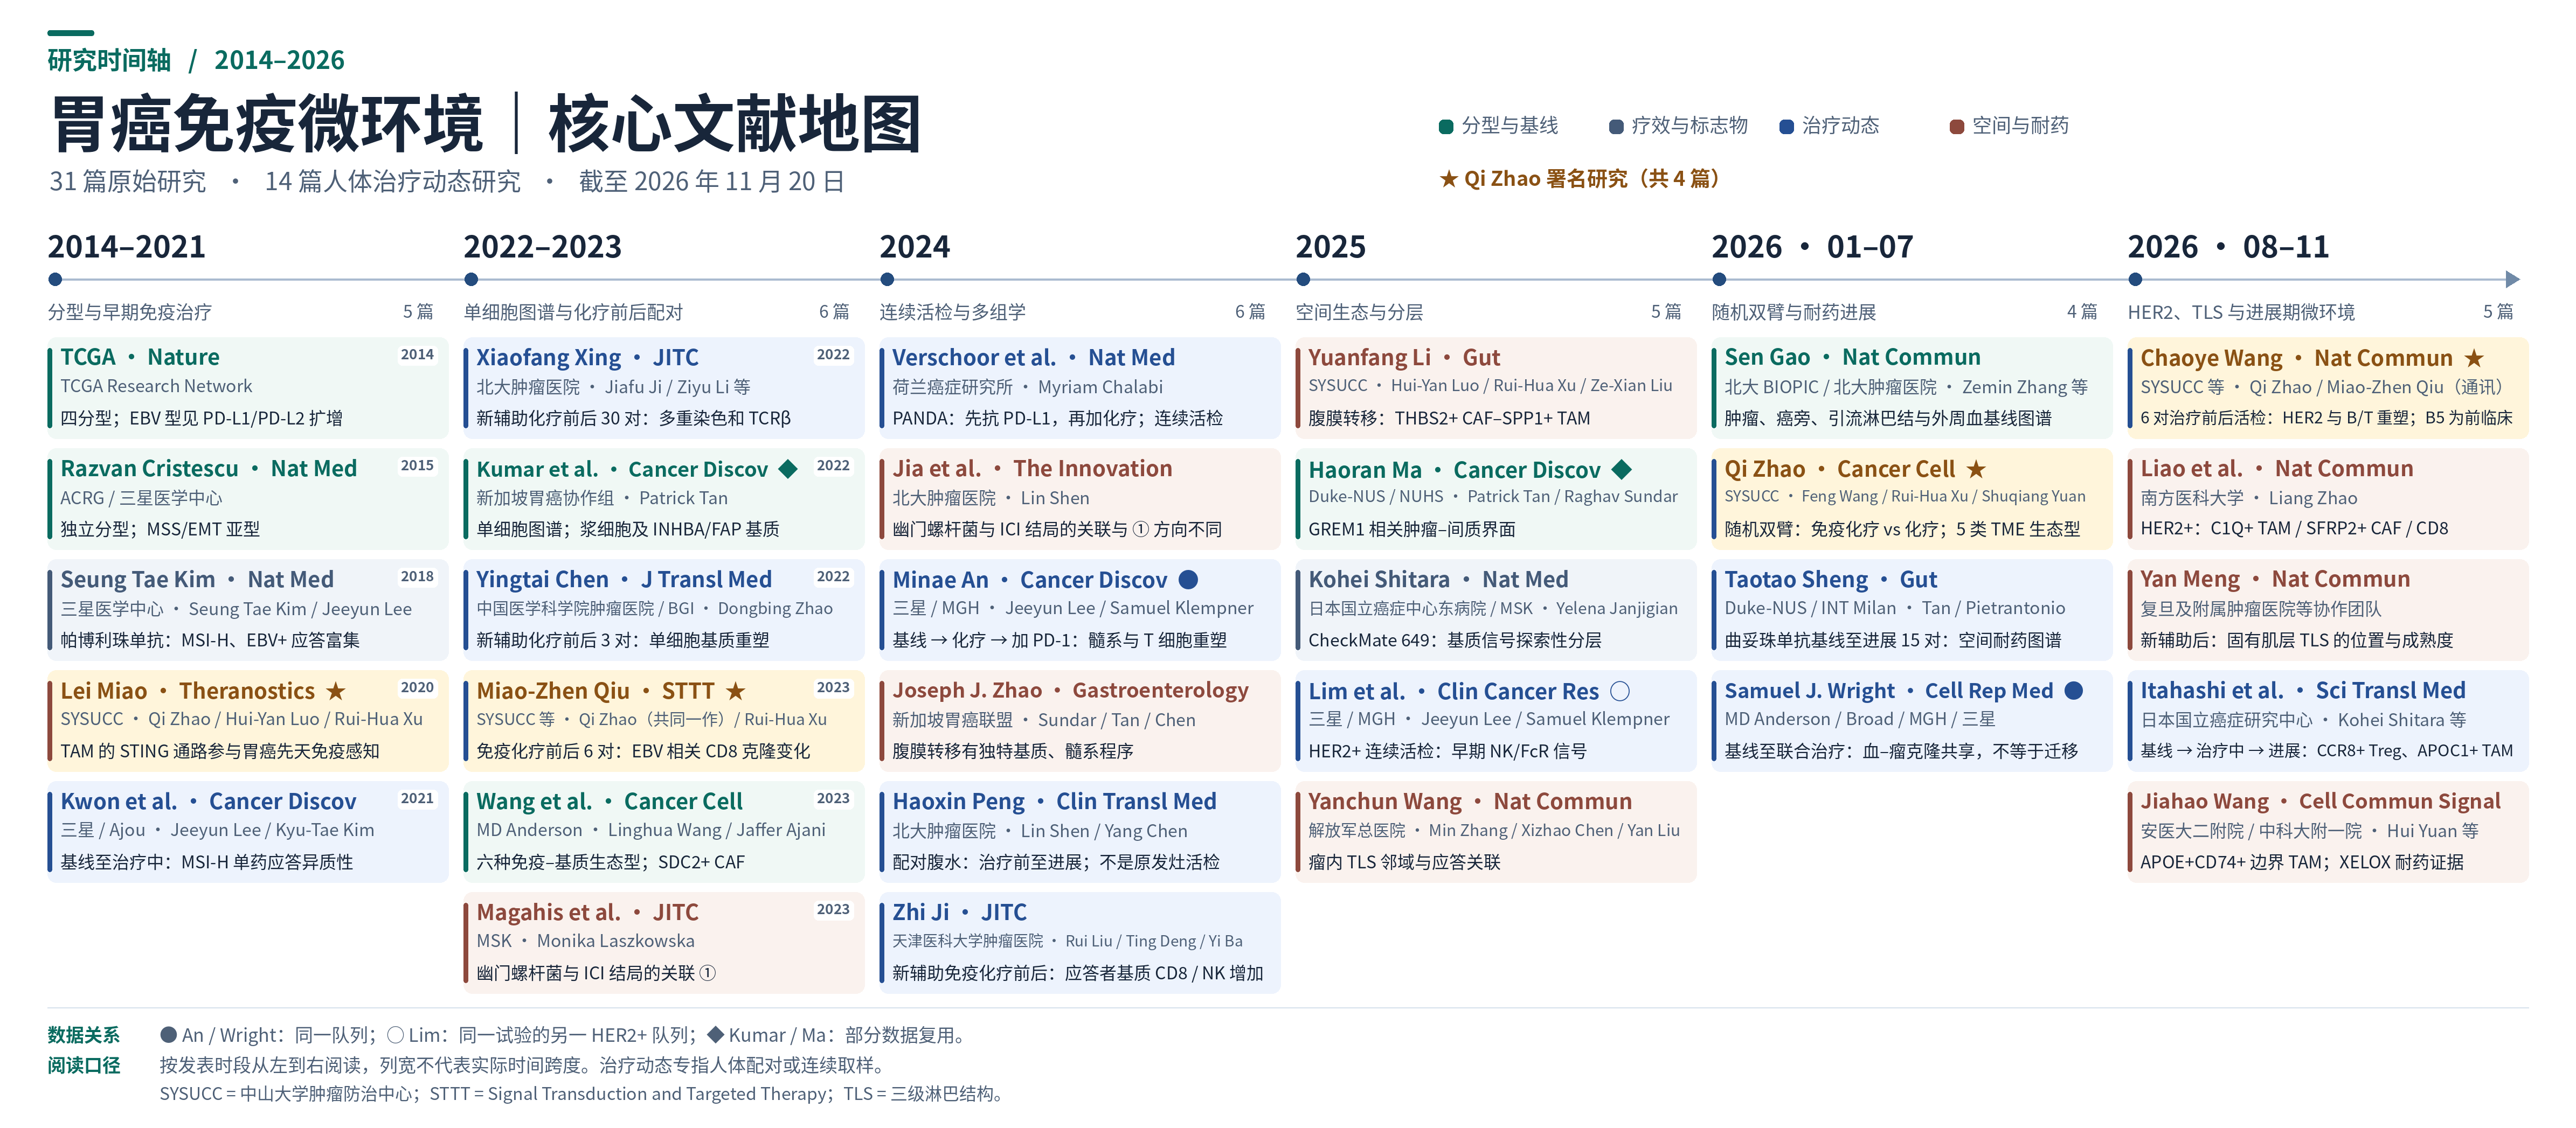 研究时间轴 / 2014–2026
胃癌免疫微环境｜核心文献地图
31 篇原始研究 · 14 篇人体治疗动态研究 · 截至 2026 年 11 月 20 日
分型与基线 疗效与标志物 治疗动态 空间与耐药
★ Qi Zhao 署名研究（共 4 篇）
2014–2021
分型与早期免疫治疗 5 篇
TCGA · Nature 2014
TCGA Research Network
四分型；EBV 型见 PD-L1/PD-L2 扩增
Razvan Cristescu · Nat Med 2015
ACRG / 三星医学中心
独立分型；MSS/EMT 亚型
Seung Tae Kim · Nat Med 2018
三星医学中心 · Seung Tae Kim / Jeeyun Lee
帕博利珠单抗：MSI-H、EBV+ 应答富集
Lei Miao · Theranostics ★ 2020
SYSUCC · Qi Zhao / Hui-Yan Luo / Rui-Hua Xu
TAM 的 STING 通路参与胃癌先天免疫感知
Kwon et al. · Cancer Discov 2021
三星 / Ajou · Jeeyun Lee / Kyu-Tae Kim
基线至治疗中：MSI-H 单药应答异质性
2022–2023
单细胞图谱与化疗前后配对 6 篇
Xiaofang Xing · JITC 2022
北大肿瘤医院 · Jiafu Ji / Ziyu Li 等
新辅助化疗前后 30 对：多重染色和 TCRβ
Kumar et al. · Cancer Discov ◆ 2022
新加坡胃癌协作组 · Patrick Tan
单细胞图谱；浆细胞及 INHBA/FAP 基质
Yingtai Chen · J Transl Med 2022
中国医学科学院肿瘤医院 / BGI · Dongbing Zhao
新辅助化疗前后 3 对：单细胞基质重塑
Miao-Zhen Qiu · STTT ★ 2023
SYSUCC 等 · Qi Zhao（共同一作）/ Rui-Hua Xu
免疫化疗前后 6 对：EBV 相关 CD8 克隆变化
Wang et al. · Cancer Cell 2023
MD Anderson · Linghua Wang / Jaffer Ajani
六种免疫–基质生态型；SDC2+ CAF
Magahis et al. · JITC 2023
MSK · Monika Laszkowska
幽门螺杆菌与 ICI 结局的关联 ①
2024
连续活检与多组学 6 篇
Verschoor et al. · Nat Med
荷兰癌症研究所 · Myriam Chalabi
PANDA：先抗 PD-L1，再加化疗；连续活检
Jia et al. · The Innovation
北大肿瘤医院 · Lin Shen
幽门螺杆菌与 ICI 结局的关联与 ① 方向不同
Minae An · Cancer Discov ●
三星 / MGH · Jeeyun Lee / Samuel Klempner
基线 → 化疗 → 加 PD-1：髓系与 T 细胞重塑
Joseph J. Zhao · Gastroenterology
新加坡胃癌联盟 · Sundar / Tan / Chen
腹膜转移有独特基质、髓系程序
Haoxin Peng · Clin Transl Med
北大肿瘤医院 · Lin Shen / Yang Chen
配对腹水：治疗前至进展；不是原发灶活检
Zhi Ji · JITC
天津医科大学肿瘤医院 · Rui Liu / Ting Deng / Yi Ba
新辅助免疫化疗前后：应答者基质 CD8 / NK 增加
2025
空间生态与分层 5 篇
Yuanfang Li · Gut
SYSUCC · Hui-Yan Luo / Rui-Hua Xu / Ze-Xian Liu
腹膜转移：THBS2+ CAF–SPP1+ TAM
Haoran Ma · Cancer Discov ◆
Duke-NUS / NUHS · Patrick Tan / Raghav Sundar
GREM1 相关肿瘤–间质界面
Kohei Shitara · Nat Med
日本国立癌症中心东病院 / MSK · Yelena Janjigian
CheckMate 649：基质信号探索性分层
Lim et al. · Clin Cancer Res ○
三星 / MGH · Jeeyun Lee / Samuel Klempner
HER2+ 连续活检：早期 NK/FcR 信号
Yanchun Wang · Nat Commun
解放军总医院 · Min Zhang / Xizhao Chen / Yan Liu
瘤内 TLS 邻域与应答关联
2026 · 01–07
随机双臂与耐药进展 4 篇
Sen Gao · Nat Commun
北大 BIOPIC / 北大肿瘤医院 · Zemin Zhang 等
肿瘤、癌旁、引流淋巴结与外周血基线图谱
Qi Zhao · Cancer Cell ★
SYSUCC · Feng Wang / Rui-Hua Xu / Shuqiang Yuan
随机双臂：免疫化疗 vs 化疗；5 类 TME 生态型
Taotao Sheng · Gut
Duke-NUS / INT Milan · Tan / Pietrantonio
曲妥珠单抗基线至进展 15 对：空间耐药图谱
Samuel J. Wright · Cell Rep Med ●
MD Anderson / Broad / MGH / 三星
基线至联合治疗：血–瘤克隆共享，不等于迁移
2026 · 08–11
HER2、TLS 与进展期微环境 5 篇
Chaoye Wang · Nat Commun ★
SYSUCC 等 · Qi Zhao / Miao-Zhen Qiu（通讯）
6 对治疗前后活检：HER2 与 B/T 重塑；B5 为前临床
Liao et al. · Nat Commun
南方医科大学 · Liang Zhao
HER2+：C1Q+ TAM / SFRP2+ CAF / CD8
Yan Meng · Nat Commun
复旦及附属肿瘤医院等协作团队
新辅助后：固有肌层 TLS 的位置与成熟度
Itahashi et al. · Sci Transl Med
日本国立癌症研究中心 · Kohei Shitara 等
基线 → 治疗中 → 进展：CCR8+ Treg、APOC1+ TAM
Jiahao Wang · Cell Commun Signal
安医大二附院 / 中科大附一院 · Hui Yuan 等
APOE+CD74+ 边界 TAM；XELOX 耐药证据
数据关系 ● An / Wright：同一队列；○ Lim：同一试验的另一 HER2+ 队列；◆ Kumar / Ma：部分数据复用。
阅读口径 按发表时段从左到右阅读，列宽不代表实际时间跨度。治疗动态专指人体配对或连续取样。
SYSUCC = 中山大学肿瘤防治中心；STTT = Signal Transduction and Targeted Therapy；TLS = 三级淋巴结构。